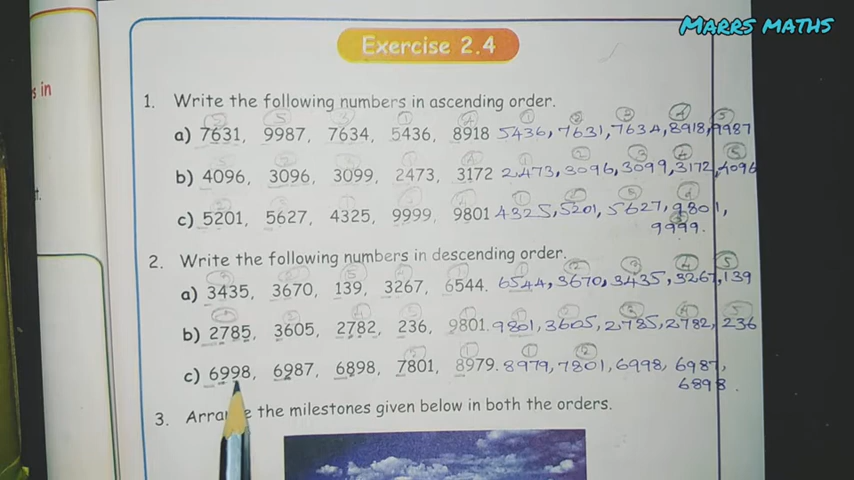 MARRS MATHS
s in
Exercise 2.4
1. Write the following numbers in ascending order.
a) 7631, 9987, 7634, 5436, 8918 5436, 7631, 7634, 8918, 9987
b) 4096, 3096, 3099, 2473, 3172 2473, 3096, 3099, 3172, 4096
c) 5201, 5627, 4325, 9999, 9801 4325, 5201, 5627, 9801,
9999.
2. Write the following numbers in descending order.
a) 3435, 3670, 139, 3267, 6544. 6544, 3670, 3435, 3267, 139
b) 2785, 3605, 2782, 236, 9801. 9801, 3605, 2785, 2782, 236
c) 6998, 6987, 6898, 7801, 8979. 8979, 7801, 6998, 6987,
6898.
3. Arrange the milestones given below in both the orders.